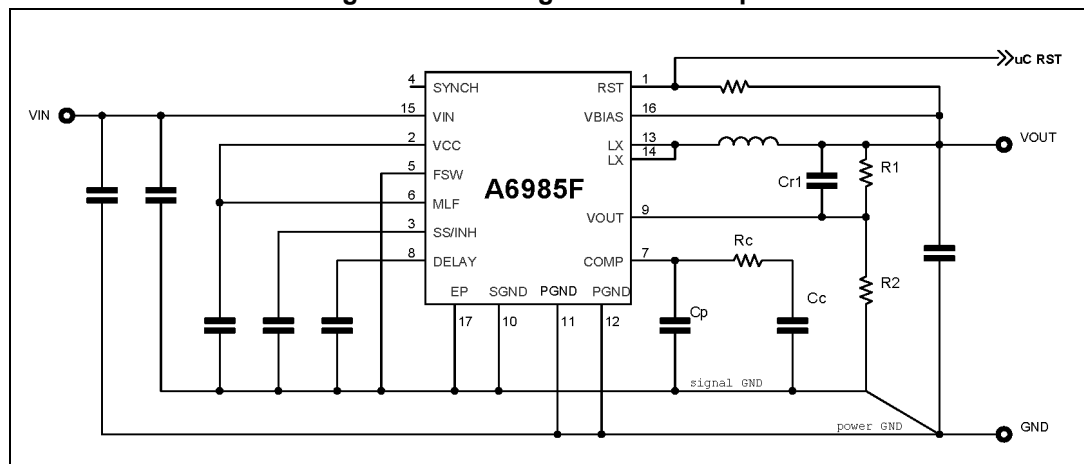 uC RST
4
SYNCH
RST
1
VIN
15
VIN
VBIAS
16
2
VCC
LX
13
VOUT
LX
14
5
FSW
A6985F
Cr1
R1
6
MLF
VOUT
9
3
SS/INH
8
DELAY
COMP
7
Rc
R2
EP
SGND
PGND
PGND
17
10
11
12
Cp
Cc
signal GND
power GND
GND